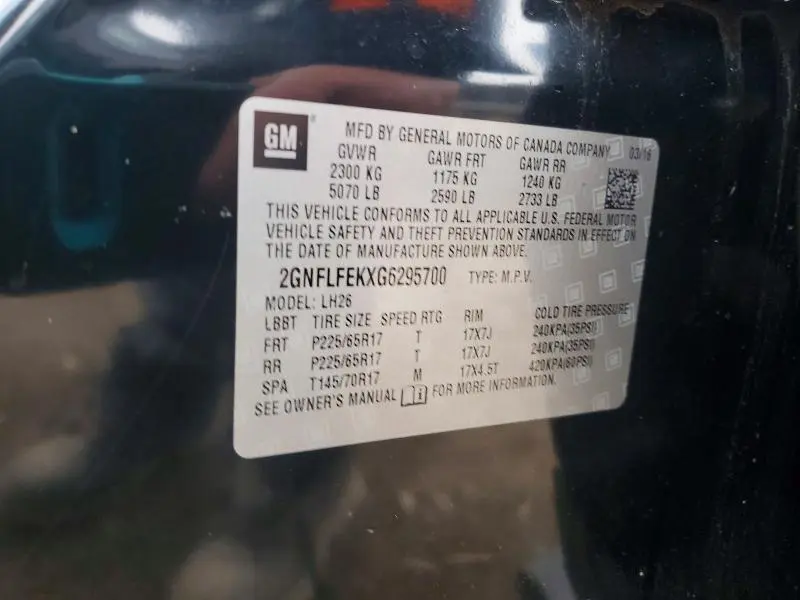 GM
MFD BY GENERAL MOTORS OF CANADA COMPANY 03/16
GVWR GAWR FRT GAWR RR
2300 KG 1175 KG 1240 KG
5070 LB 2590 LB 2733 LB
THIS VEHICLE CONFORMS TO ALL APPLICABLE U.S. FEDERAL MOTOR
VEHICLE SAFETY AND THEFT PREVENTION STANDARDS IN EFFECT ON
THE DATE OF MANUFACTURE SHOWN ABOVE.
2GNFLFEKXG6295700 TYPE: M.P.V.
MODEL: LH26
LBBT TIRE SIZE SPEED RTG RIM COLD TIRE PRESSURE
FRT P225/65R17 T 17X7J 240KPA(35PSI)
RR P225/65R17 T 17X7J 240KPA(35PSI)
SPA T145/70R17 M 17X4.5T 420KPA(60PSI)
SEE OWNER'S MANUAL FOR MORE INFORMATION.